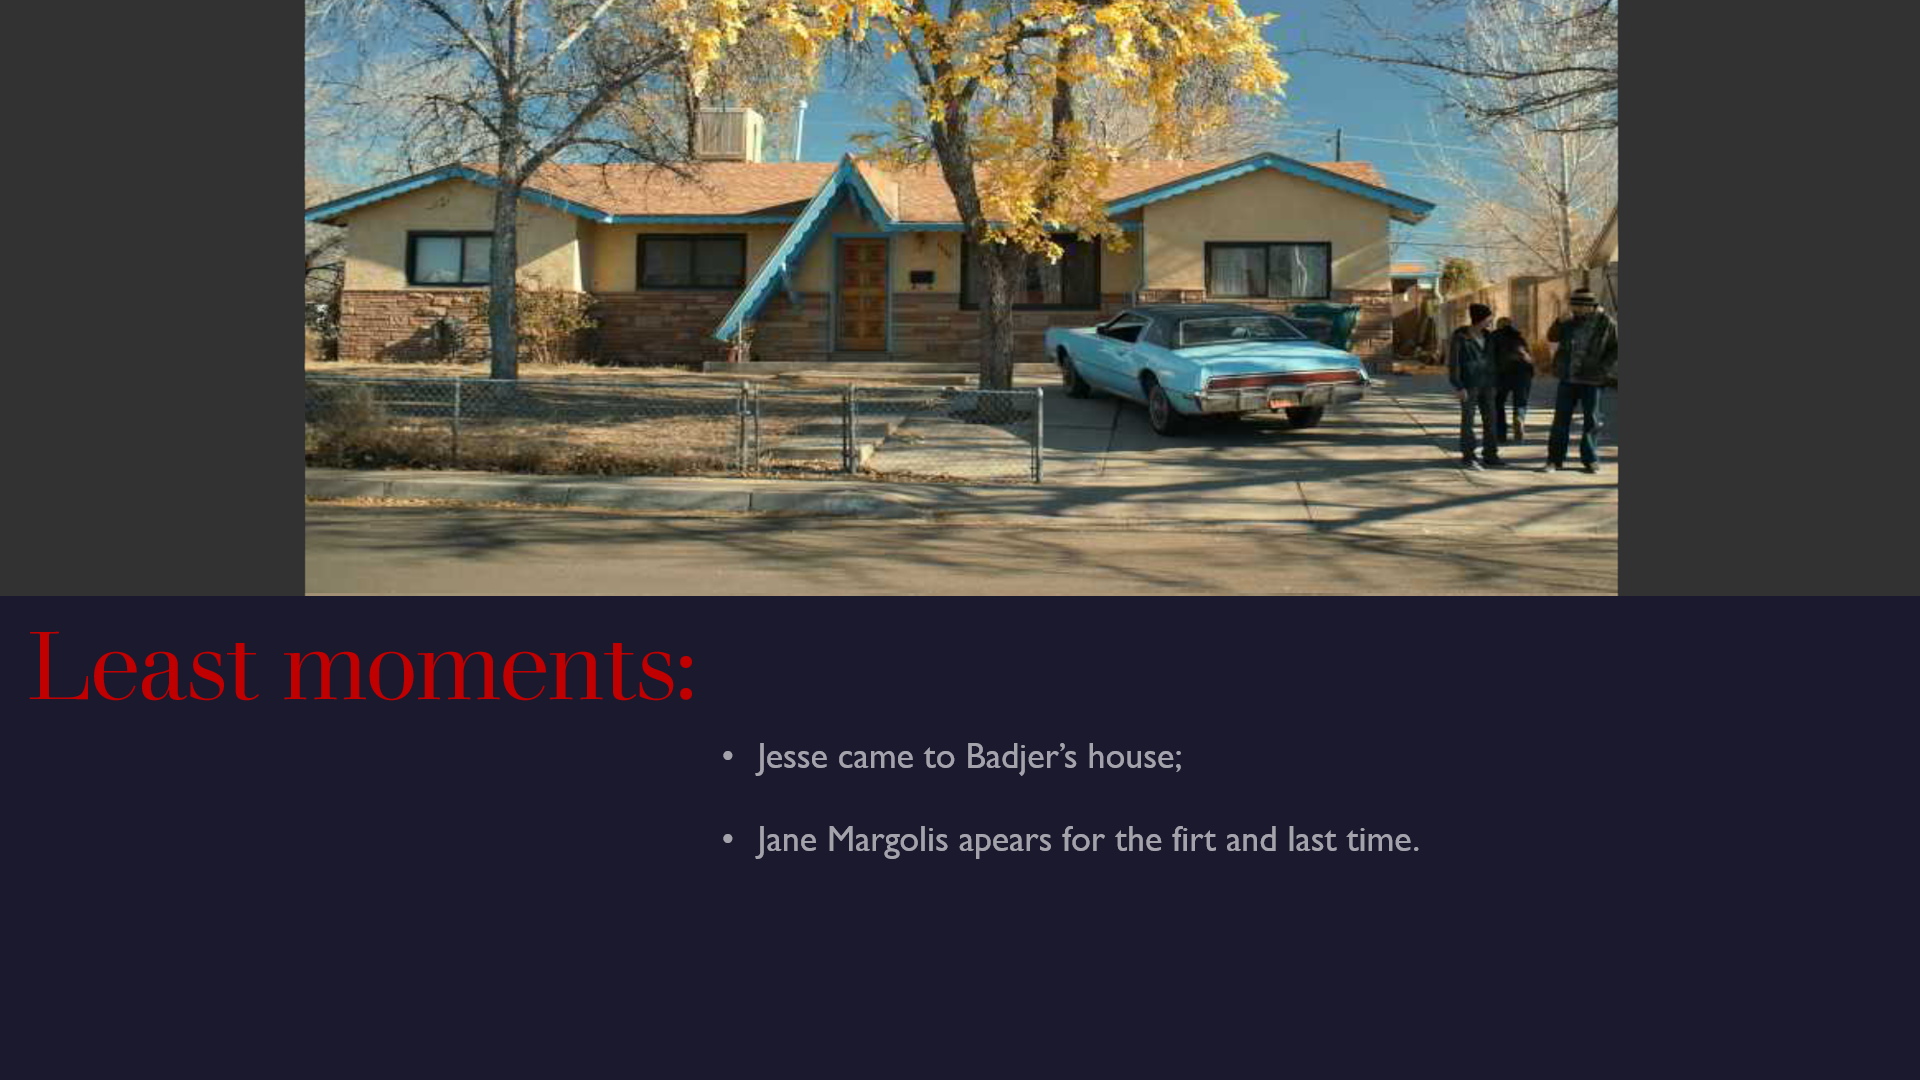 Least moments:
• Jesse came to Badjer’s house;
• Jane Margolis apears for the firt and last time.